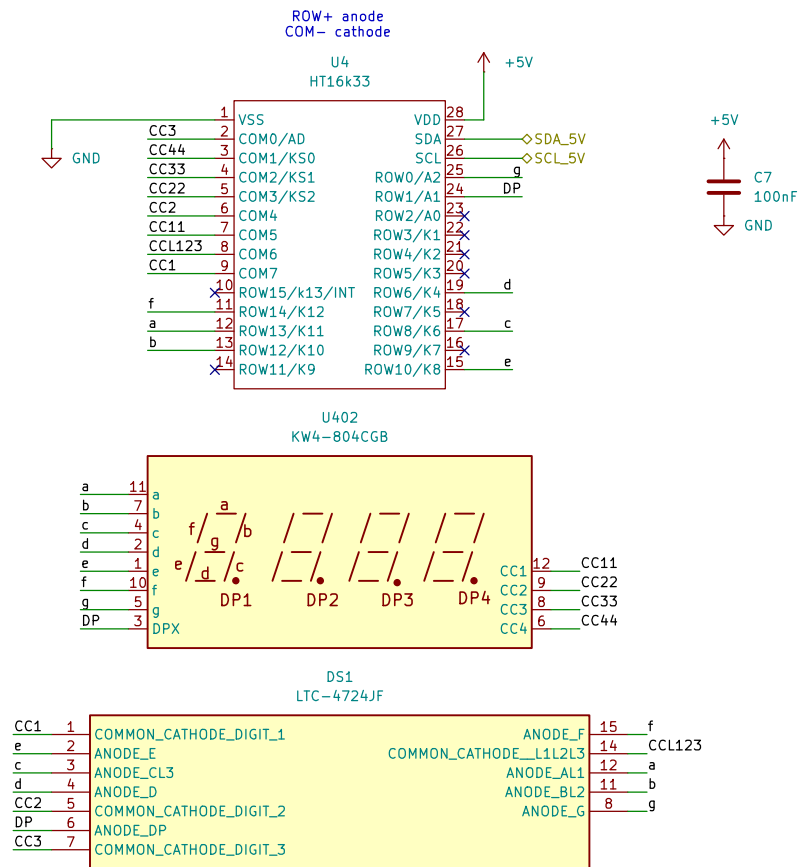 ROW+ anode
COM- cathode
U4
HT16k33
+5V
1 VSS
VDD 28
CC3 2 COM0/AD
SDA 27 SDA_5V
CC44 3 COM1/KS0
SCL 26 SCL_5V
CC33 4 COM2/KS1
ROW0/A2 25 g
CC22 5 COM3/KS2
ROW1/A1 24 DP
CC2 6 COM4
ROW2/A0 23
CC11 7 COM5
ROW3/K1 22
CCL123 8 COM6
ROW4/K2 21
CC1 9 COM7
ROW5/K3 20
10 ROW15/k13/INT
ROW6/K4 19 d
f 11 ROW14/K12
ROW7/K5 18
a 12 ROW13/K11
ROW8/K6 17 c
b 13 ROW12/K10
ROW9/K7 16
14 ROW11/K9
ROW10/K8 15 e
GND
+5V
C7
100nF
GND
U402
KW4-804CGB
a 11 a
b 7 b
c 4 c
d 2 d
e 1 e
f 10 f
g 5 g
DP 3 DPX
a
f b
g
e c
d
DP1 DP2 DP3 DP4
CC1 12 CC11
CC2 9 CC22
CC3 8 CC33
CC4 6 CC44
DS1
LTC-4724JF
CC1 1 COMMON_CATHODE_DIGIT_1
ANODE_F 15 f
e 2 ANODE_E
COMMON_CATHODE__L1L2L3 14 CCL123
c 3 ANODE_CL3
ANODE_AL1 12 a
d 4 ANODE_D
ANODE_BL2 11 b
CC2 5 COMMON_CATHODE_DIGIT_2
ANODE_G 8 g
DP 6 ANODE_DP
CC3 7 COMMON_CATHODE_DIGIT_3